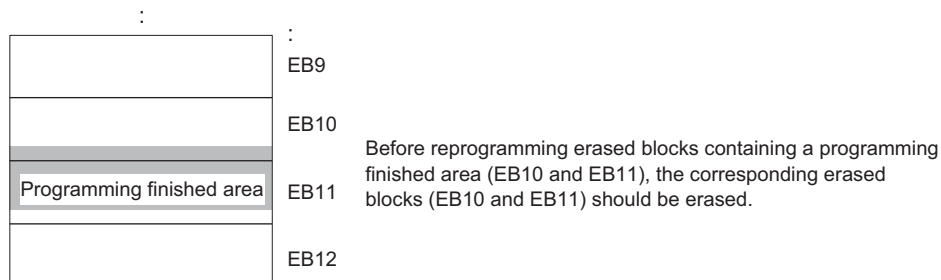 :
:
EB9
EB10
Before reprogramming erased blocks containing a programming
finished area (EB10 and EB11), the corresponding erased
blocks (EB10 and EB11) should be erased.
Programming finished area
EB11
EB12